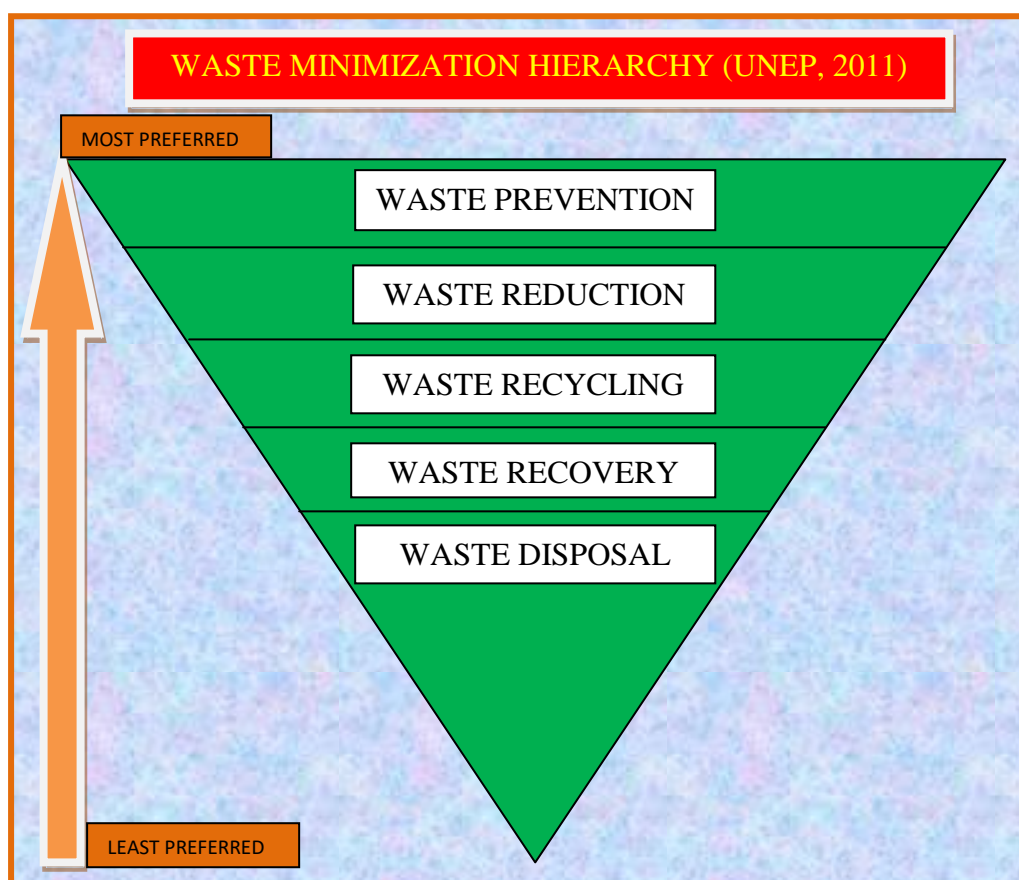 WASTE MINIMIZATION HIERARCHY (UNEP, 2011)
MOST PREFERRED
WASTE PREVENTION
WASTE REDUCTION
WASTE RECYCLING
WASTE RECOVERY
WASTE DISPOSAL
LEAST PREFERRED